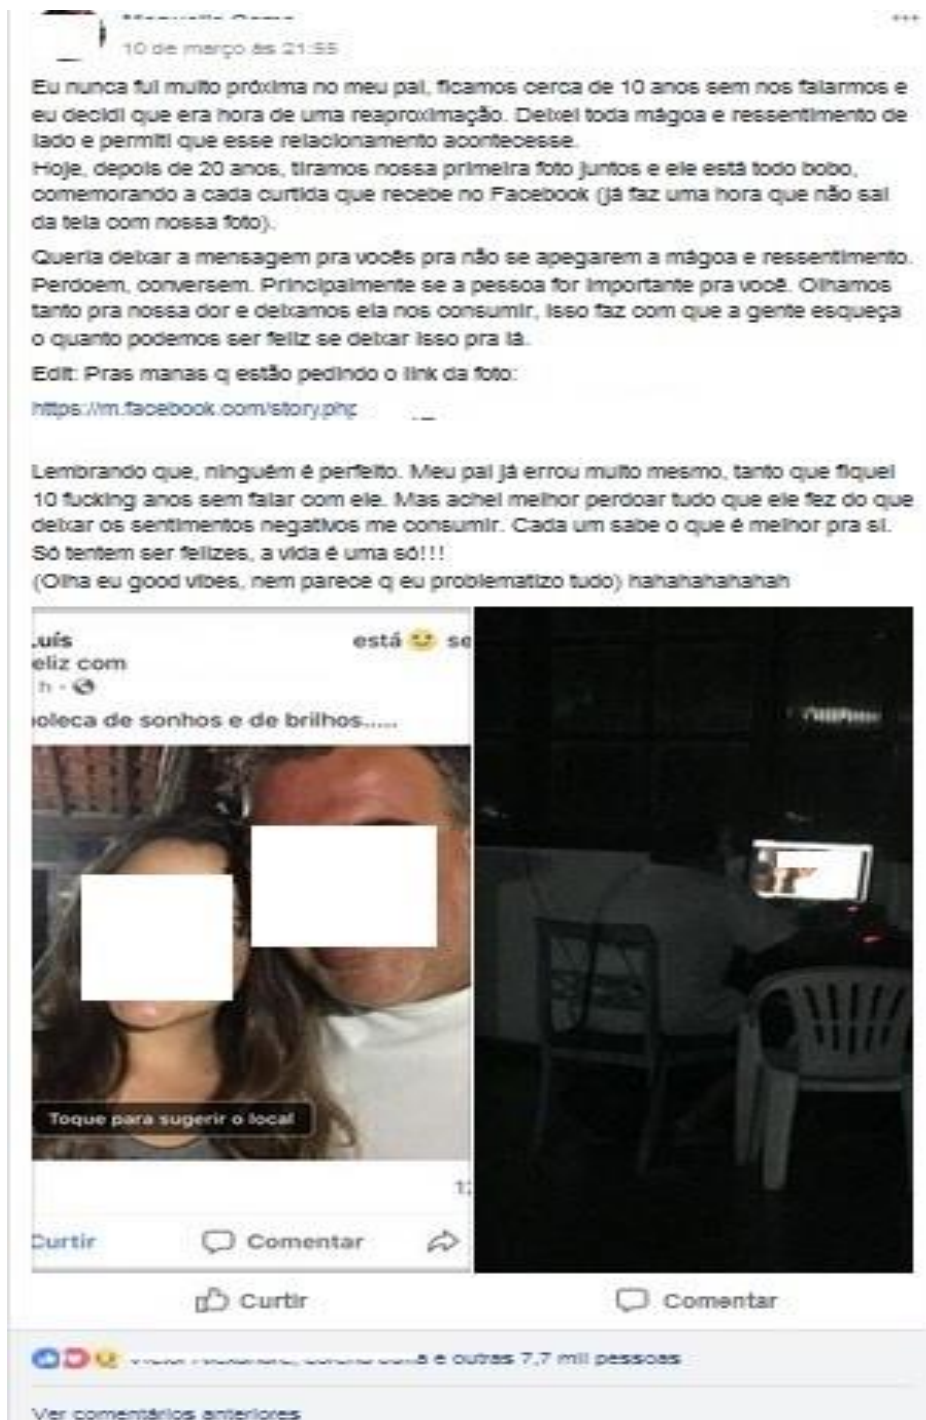 10 de março às 21:55
Eu nunca fui muito próxima no meu pai, ficamos cerca de 10 anos sem nos falarmos e
eu decidi que era hora de uma reaproximação. Deixei toda mágoa e ressentimento de
lado e permiti que esse relacionamento acontecesse.
Hoje, depois de 20 anos, tiramos nossa primeira foto juntos e ele está todo bobo,
comemorando a cada curtida que recebe no Facebook (já faz uma hora que não sai
da tela com nossa foto).
Queria deixar a mensagem pra vocês pra não se apegarem a mágoa e ressentimento.
Perdoem, conversem. Principalmente se a pessoa for importante pra você. Olhamos
tanto pra nossa dor e deixamos ela nos consumir, isso faz com que a gente esqueça
o quanto podemos ser feliz se deixar isso pra lá.
Edit: Pras manas q estão pedindo o link da foto:
https://m.facebook.com/story.php
Lembrando que, ninguém é perfeito. Meu pai já errou muito mesmo, tanto que fiquei
10 fucking anos sem falar com ele. Mas achei melhor perdoar tudo que ele fez do que
deixar os sentimentos negativos me consumir. Cada um sabe o que é melhor pra si.
Só tentem ser felizes, a vida é uma só!!!
(Olha eu good vibes, nem parece q eu problematizo tudo) hahahahahahah
uís está se
eliz com
h
oleca de sonhos e de brilhos.....
Toque para sugerir o local
Curtir Comentar
Curtir Comentar
e outras 7,7 mil pessoas
Ver comentários anteriores